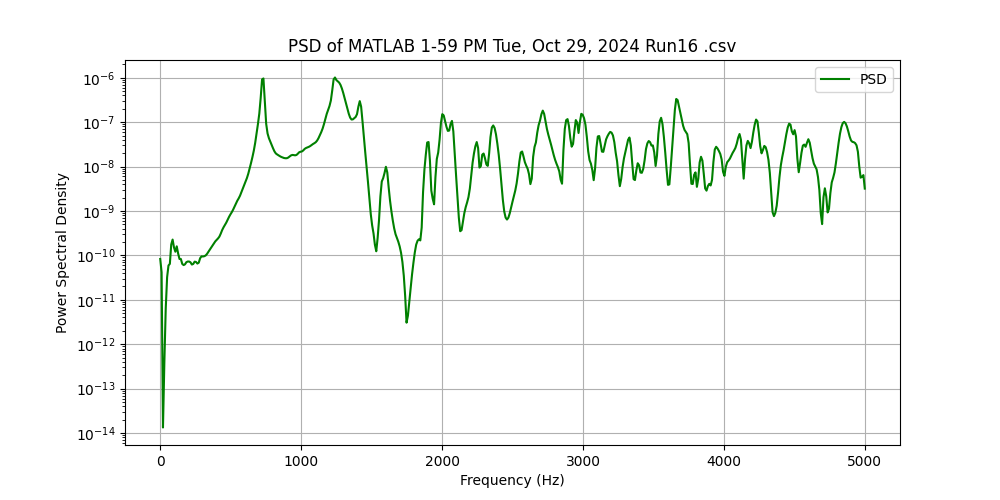 PSD of MATLAB 1-59 PM Tue, Oct 29, 2024 Run16 .csv
PSD
Power Spectral Density
10⁻⁶
10⁻⁷
10⁻⁸
10⁻⁹
10⁻¹⁰
10⁻¹¹
10⁻¹²
10⁻¹³
10⁻¹⁴
0 1000 2000 3000 4000 5000
Frequency (Hz)